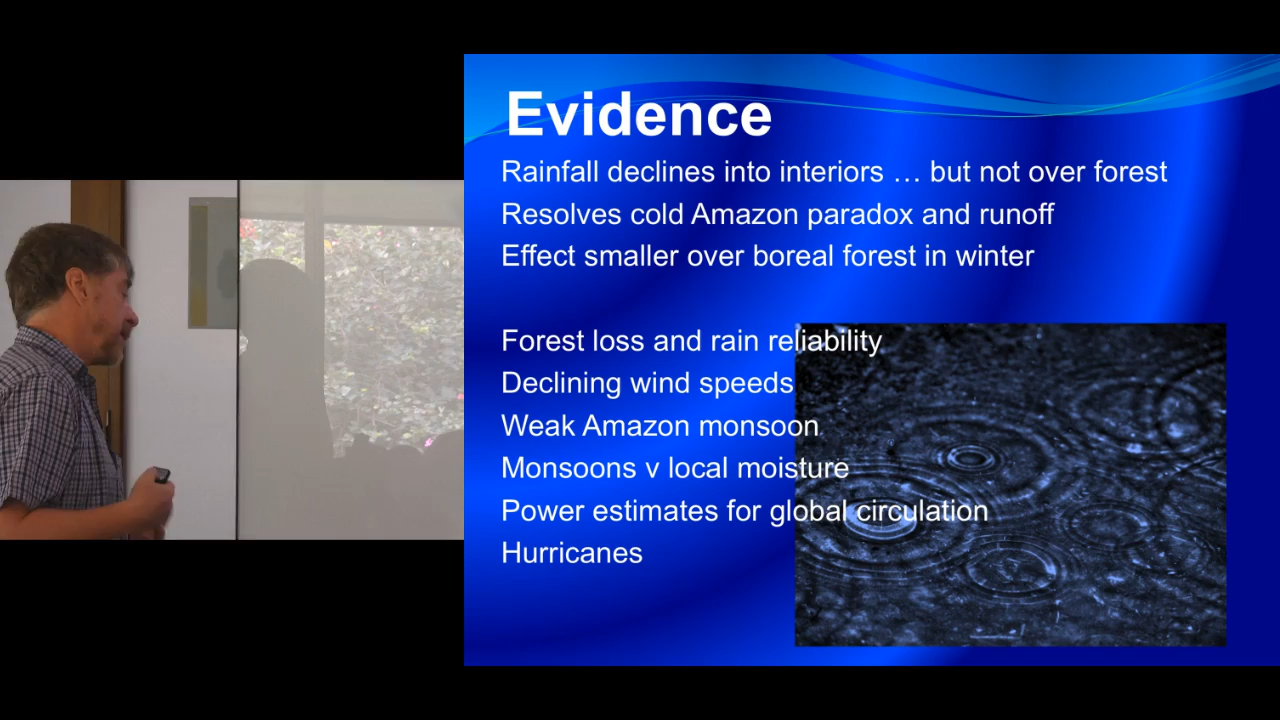 Evidence
Rainfall declines into interiors … but not over forest
Resolves cold Amazon paradox and runoff
Effect smaller over boreal forest in winter
Forest loss and rain reliability
Declining wind speeds
Weak Amazon monsoon
Monsoons v local moisture
Power estimates for global circulation
Hurricanes